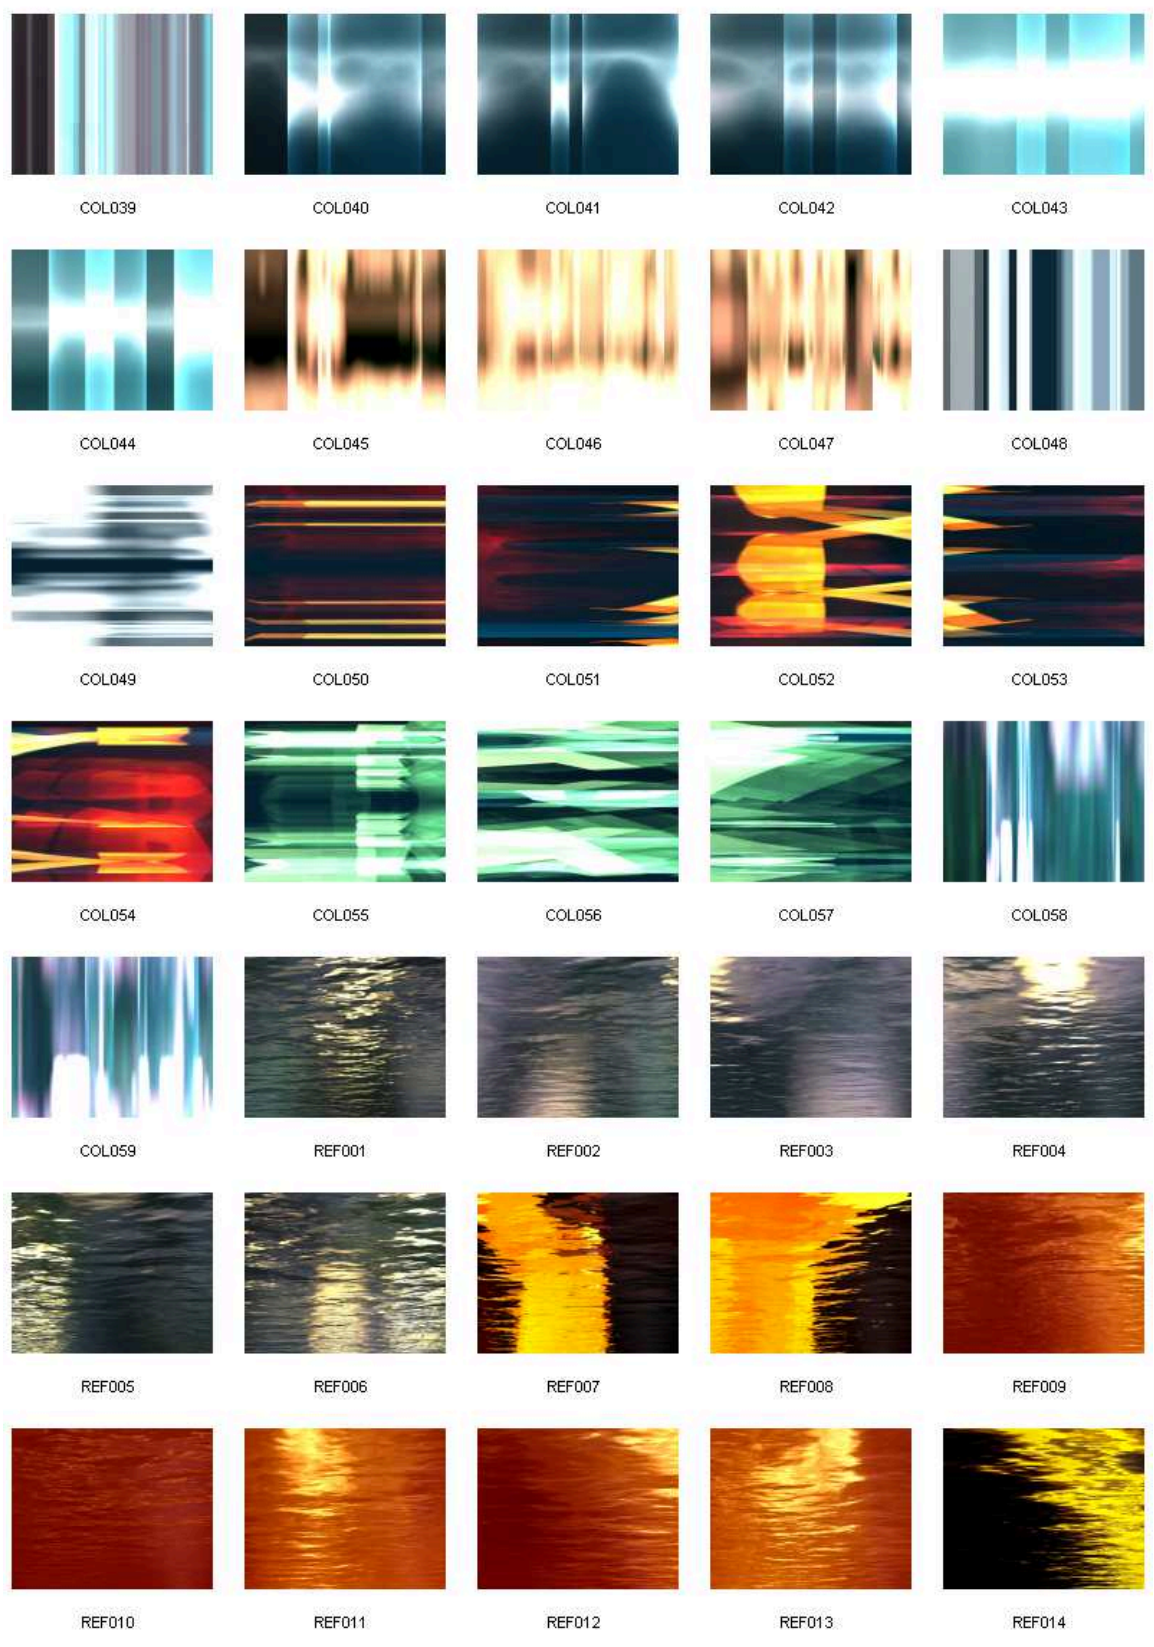 COL039 COL040 COL041 COL042 COL043
COL044 COL045 COL046 COL047 COL048
COL049 COL050 COL051 COL052 COL053
COL054 COL055 COL056 COL057 COL058
COL059 REF001 REF002 REF003 REF004
REF005 REF006 REF007 REF008 REF009
REF010 REF011 REF012 REF013 REF014